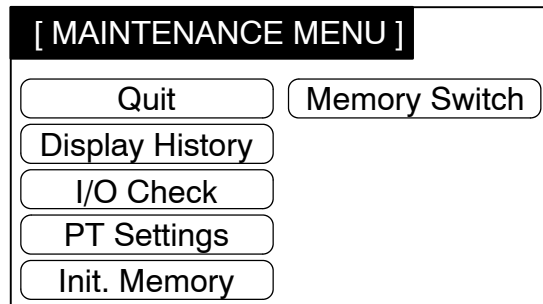 [ MAINTENANCE MENU ]
Quit
Memory Switch
Display History
I/O Check
PT Settings
Init. Memory